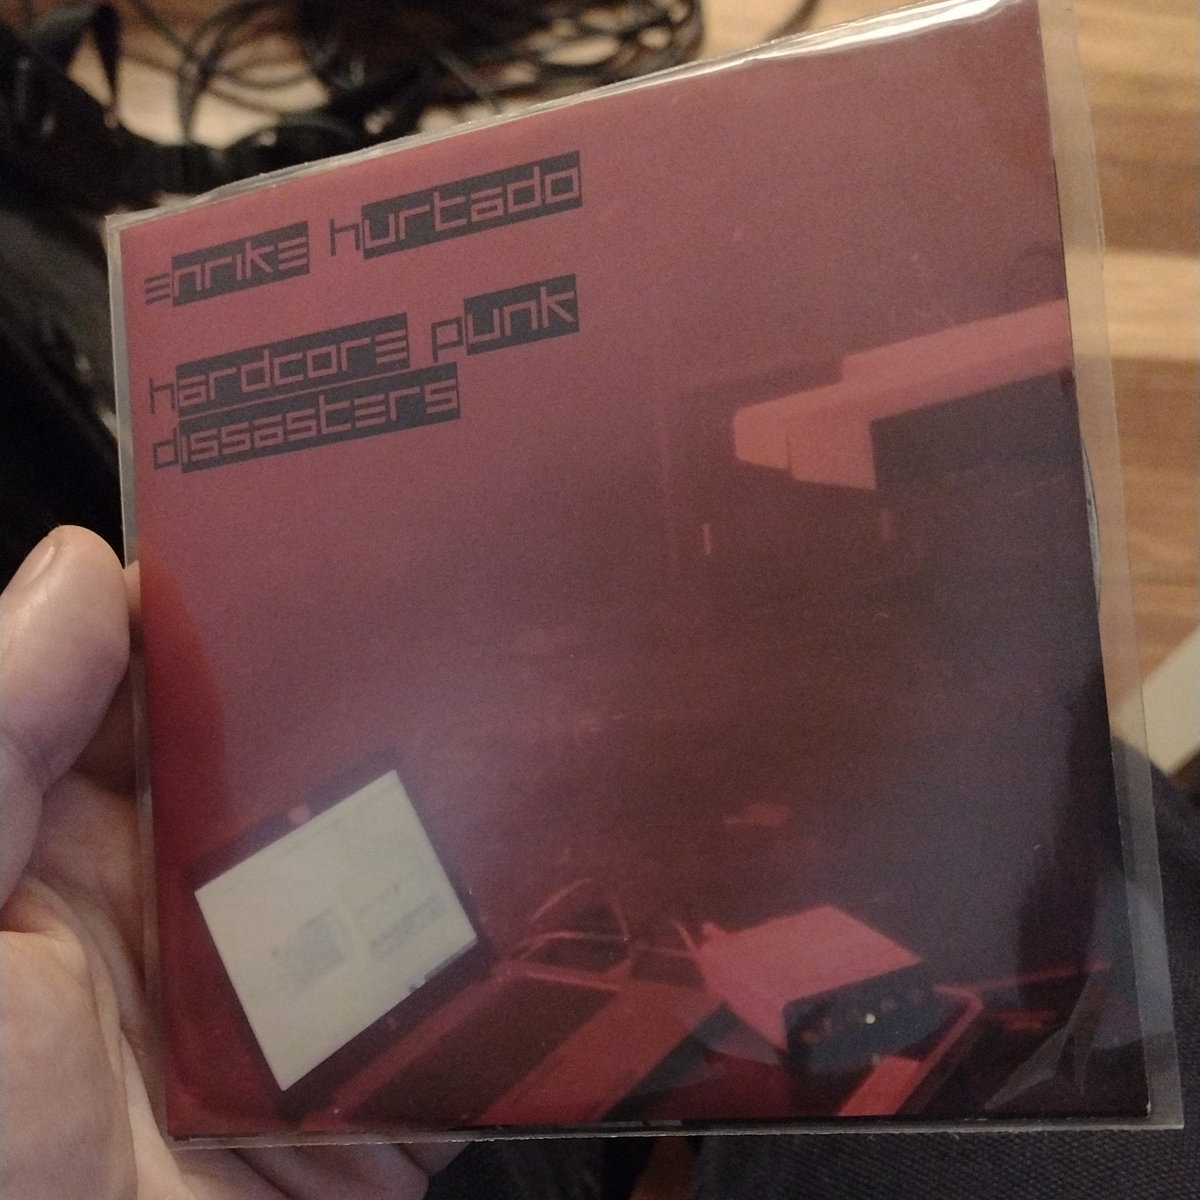 enrike hurtado
hardcore punk
dissasters